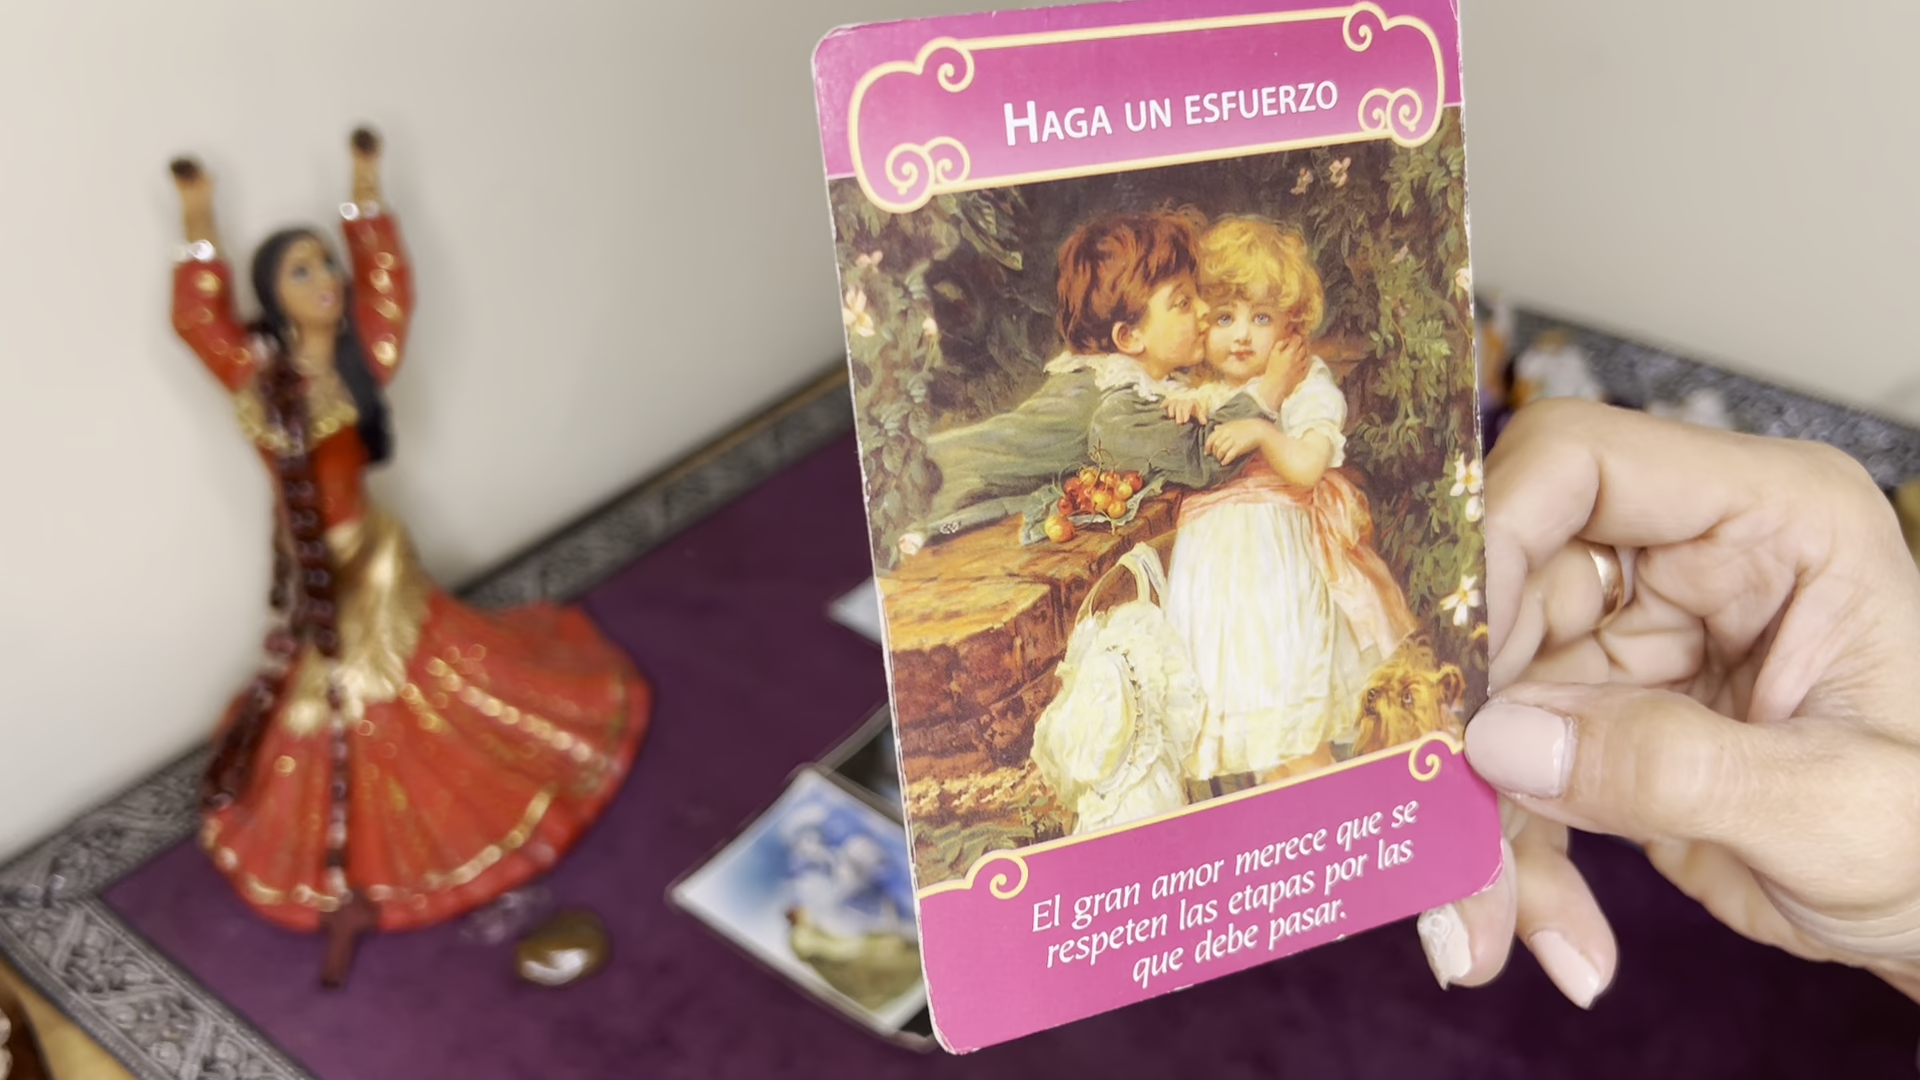 HAGA UN ESFUERZO
El gran amor merece que se
respeten las etapas por las
que debe pasar.